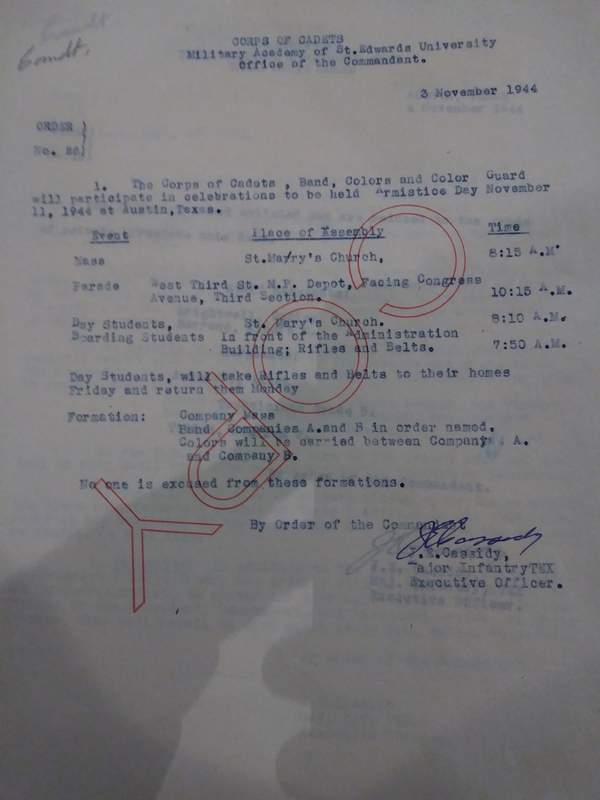 Comdt.
CORPS OF CADETS
Military Academy of St.Edwards University
Office of the Commandant.
3 November 1944
ORDER )
No. )
1. The Corps of Cadets , Band, Colors and Color Guard
will participate in celebrations to be held Armistice Day November
11, 1944 at Austin,Texas.
Event Place of Assembly Time
Mass St.Mary's Church, 8:15 A.M.
Parade West Third St. M.P. Depot, Facing Congress
Avenue, Third Section. 10:15 A.M.
Day Students, St. Mary's Church. 8:10 A.M.
Boarding Students In front of the Administration
Building; Rifles and Belts. 7:50 A.M.
Day Students, will take Rifles and Belts to their homes
Friday and return them Monday
Formation: Company Mass
Band, Companies A.and B in order named.
Colors will be carried between Company A.
and Company B.
No one is excused from these formations.
By Order of the Commandant
J.E.Cassidy
J.E.Cassidy,
Major InfantryTEX
Executive Officer.
COPY